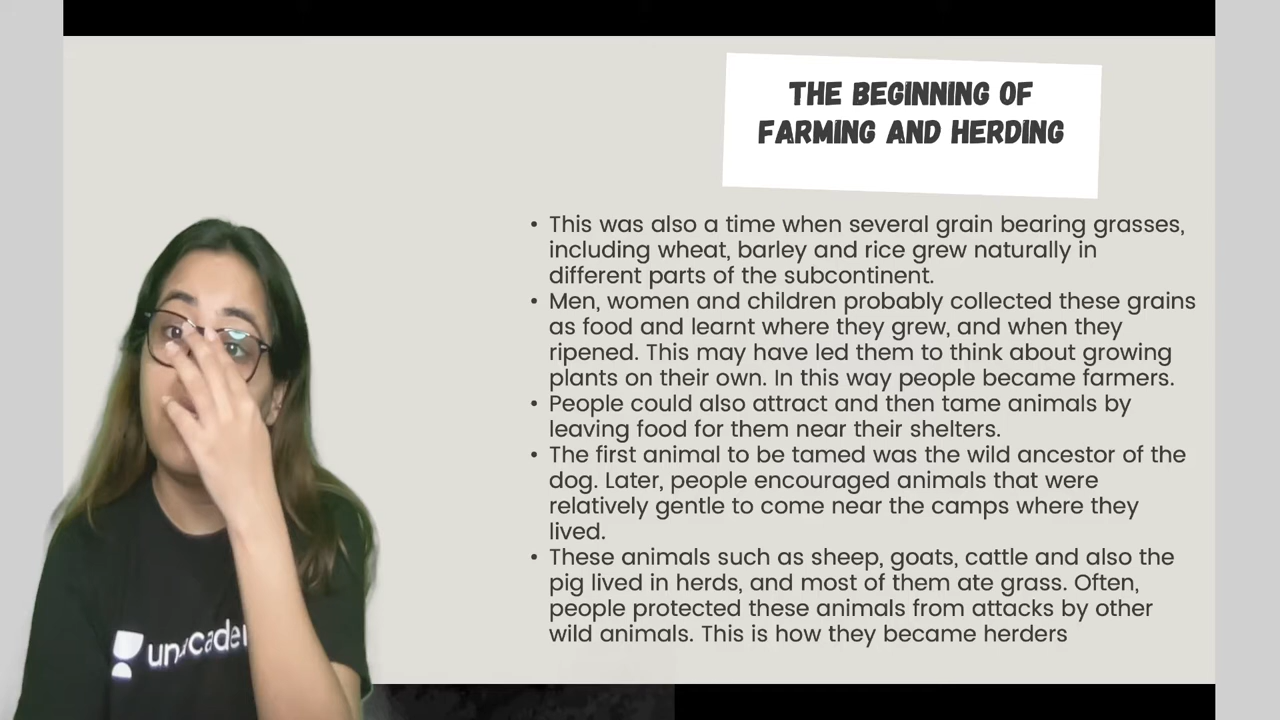 THE BEGINNING OF
FARMING AND HERDING
• This was also a time when several grain bearing grasses,
including wheat, barley and rice grew naturally in
different parts of the subcontinent.
• Men, women and children probably collected these grains
as food and learnt where they grew, and when they
ripened. This may have led them to think about growing
plants on their own. In this way people became farmers.
• People could also attract and then tame animals by
leaving food for them near their shelters.
• The first animal to be tamed was the wild ancestor of the
dog. Later, people encouraged animals that were
relatively gentle to come near the camps where they
lived.
• These animals such as sheep, goats, cattle and also the
pig lived in herds, and most of them ate grass. Often,
people protected these animals from attacks by other
wild animals. This is how they became herders